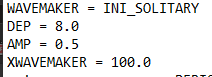 WAVEMAKER = INI_SOLITARY
DEP = 8.0
AMP = 0.5
XWAVEMAKER = 100.0